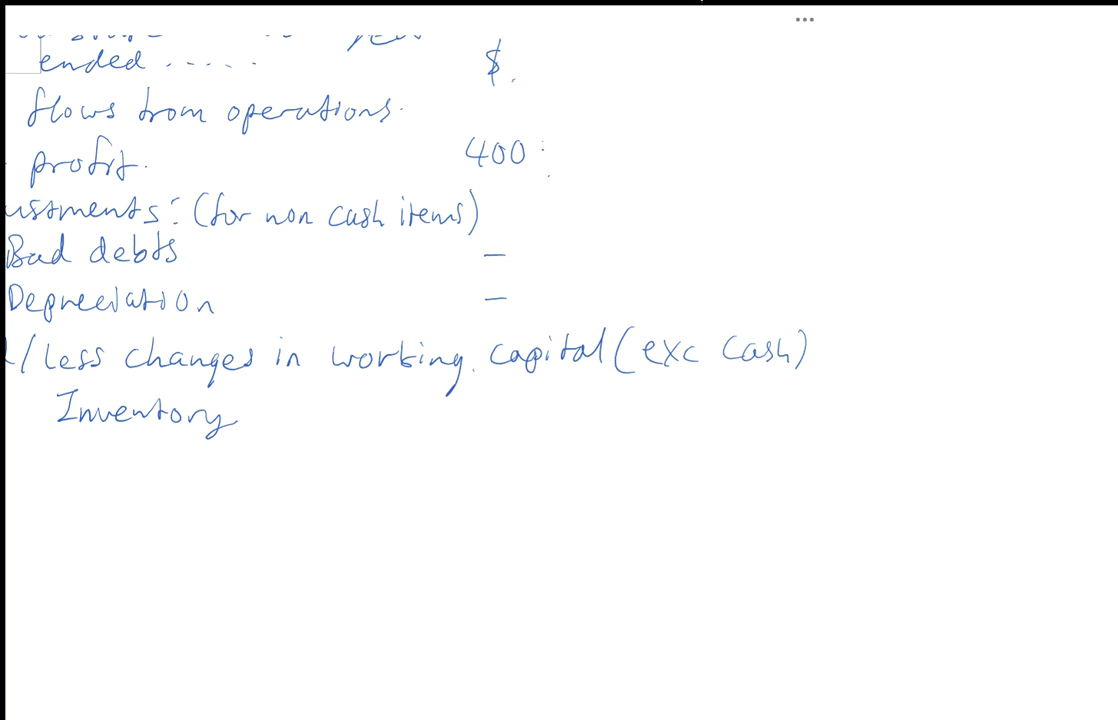 ended ..... $.
flows from operations.
profit. 400
ustments: (for non cash items)
Bad debts –
Depreciation –
/Less changes in working capital (exc cash)
Inventory